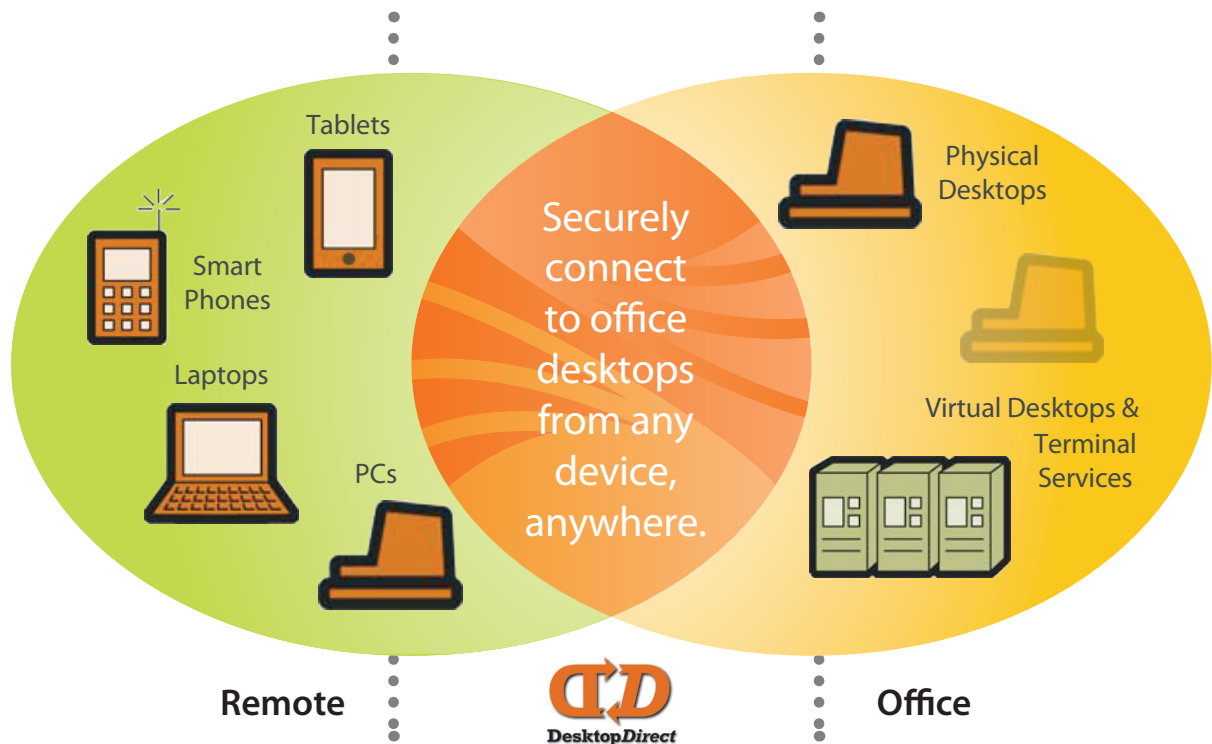 Tablets
Smart
Phones
Laptops
PCs
Securely
connect
to office
desktops
from any
device,
anywhere.
Physical
Desktops
Virtual Desktops &
Terminal
Services
Remote
DD
DesktopDirect
Office